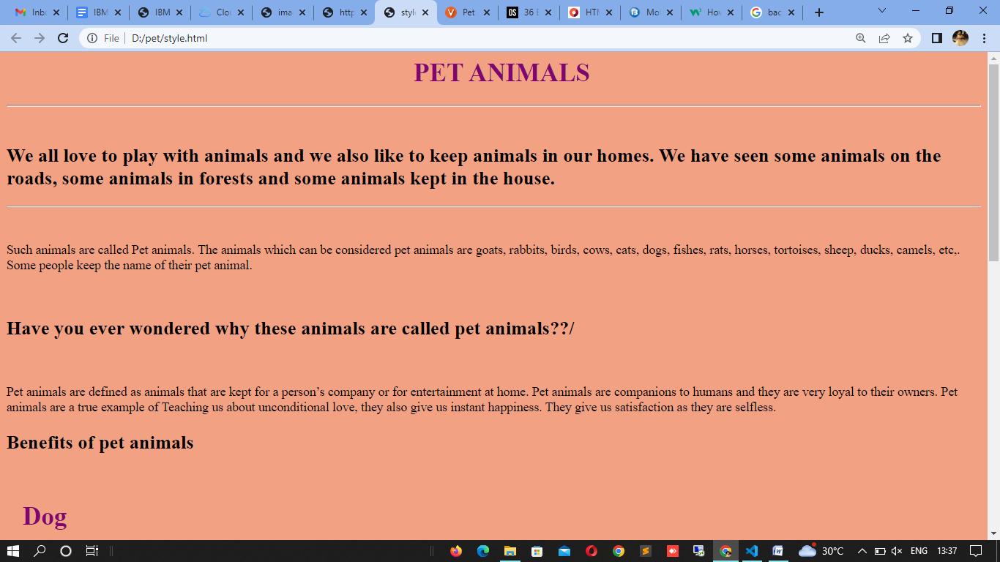 Inbo
IBM
IBM
Clou
ima
http
style
Pet
36 B
HTM
Mot
How
bac
File
D:/pet/style.html
PET ANIMALS
We all love to play with animals and we also like to keep animals in our homes. We have seen some animals on the
roads, some animals in forests and some animals kept in the house.
Such animals are called Pet animals. The animals which can be considered pet animals are goats, rabbits, birds, cows, cats, dogs, fishes, rats, horses, tortoises, sheep, ducks, camels, etc,.
Some people keep the name of their pet animal.
Have you ever wondered why these animals are called pet animals??/
Pet animals are defined as animals that are kept for a person’s company or for entertainment at home. Pet animals are companions to humans and they are very loyal to their owners. Pet
animals are a true example of Teaching us about unconditional love, they also give us instant happiness. They give us satisfaction as they are selfless.
Benefits of pet animals
Dog
30°C
ENG
13:37